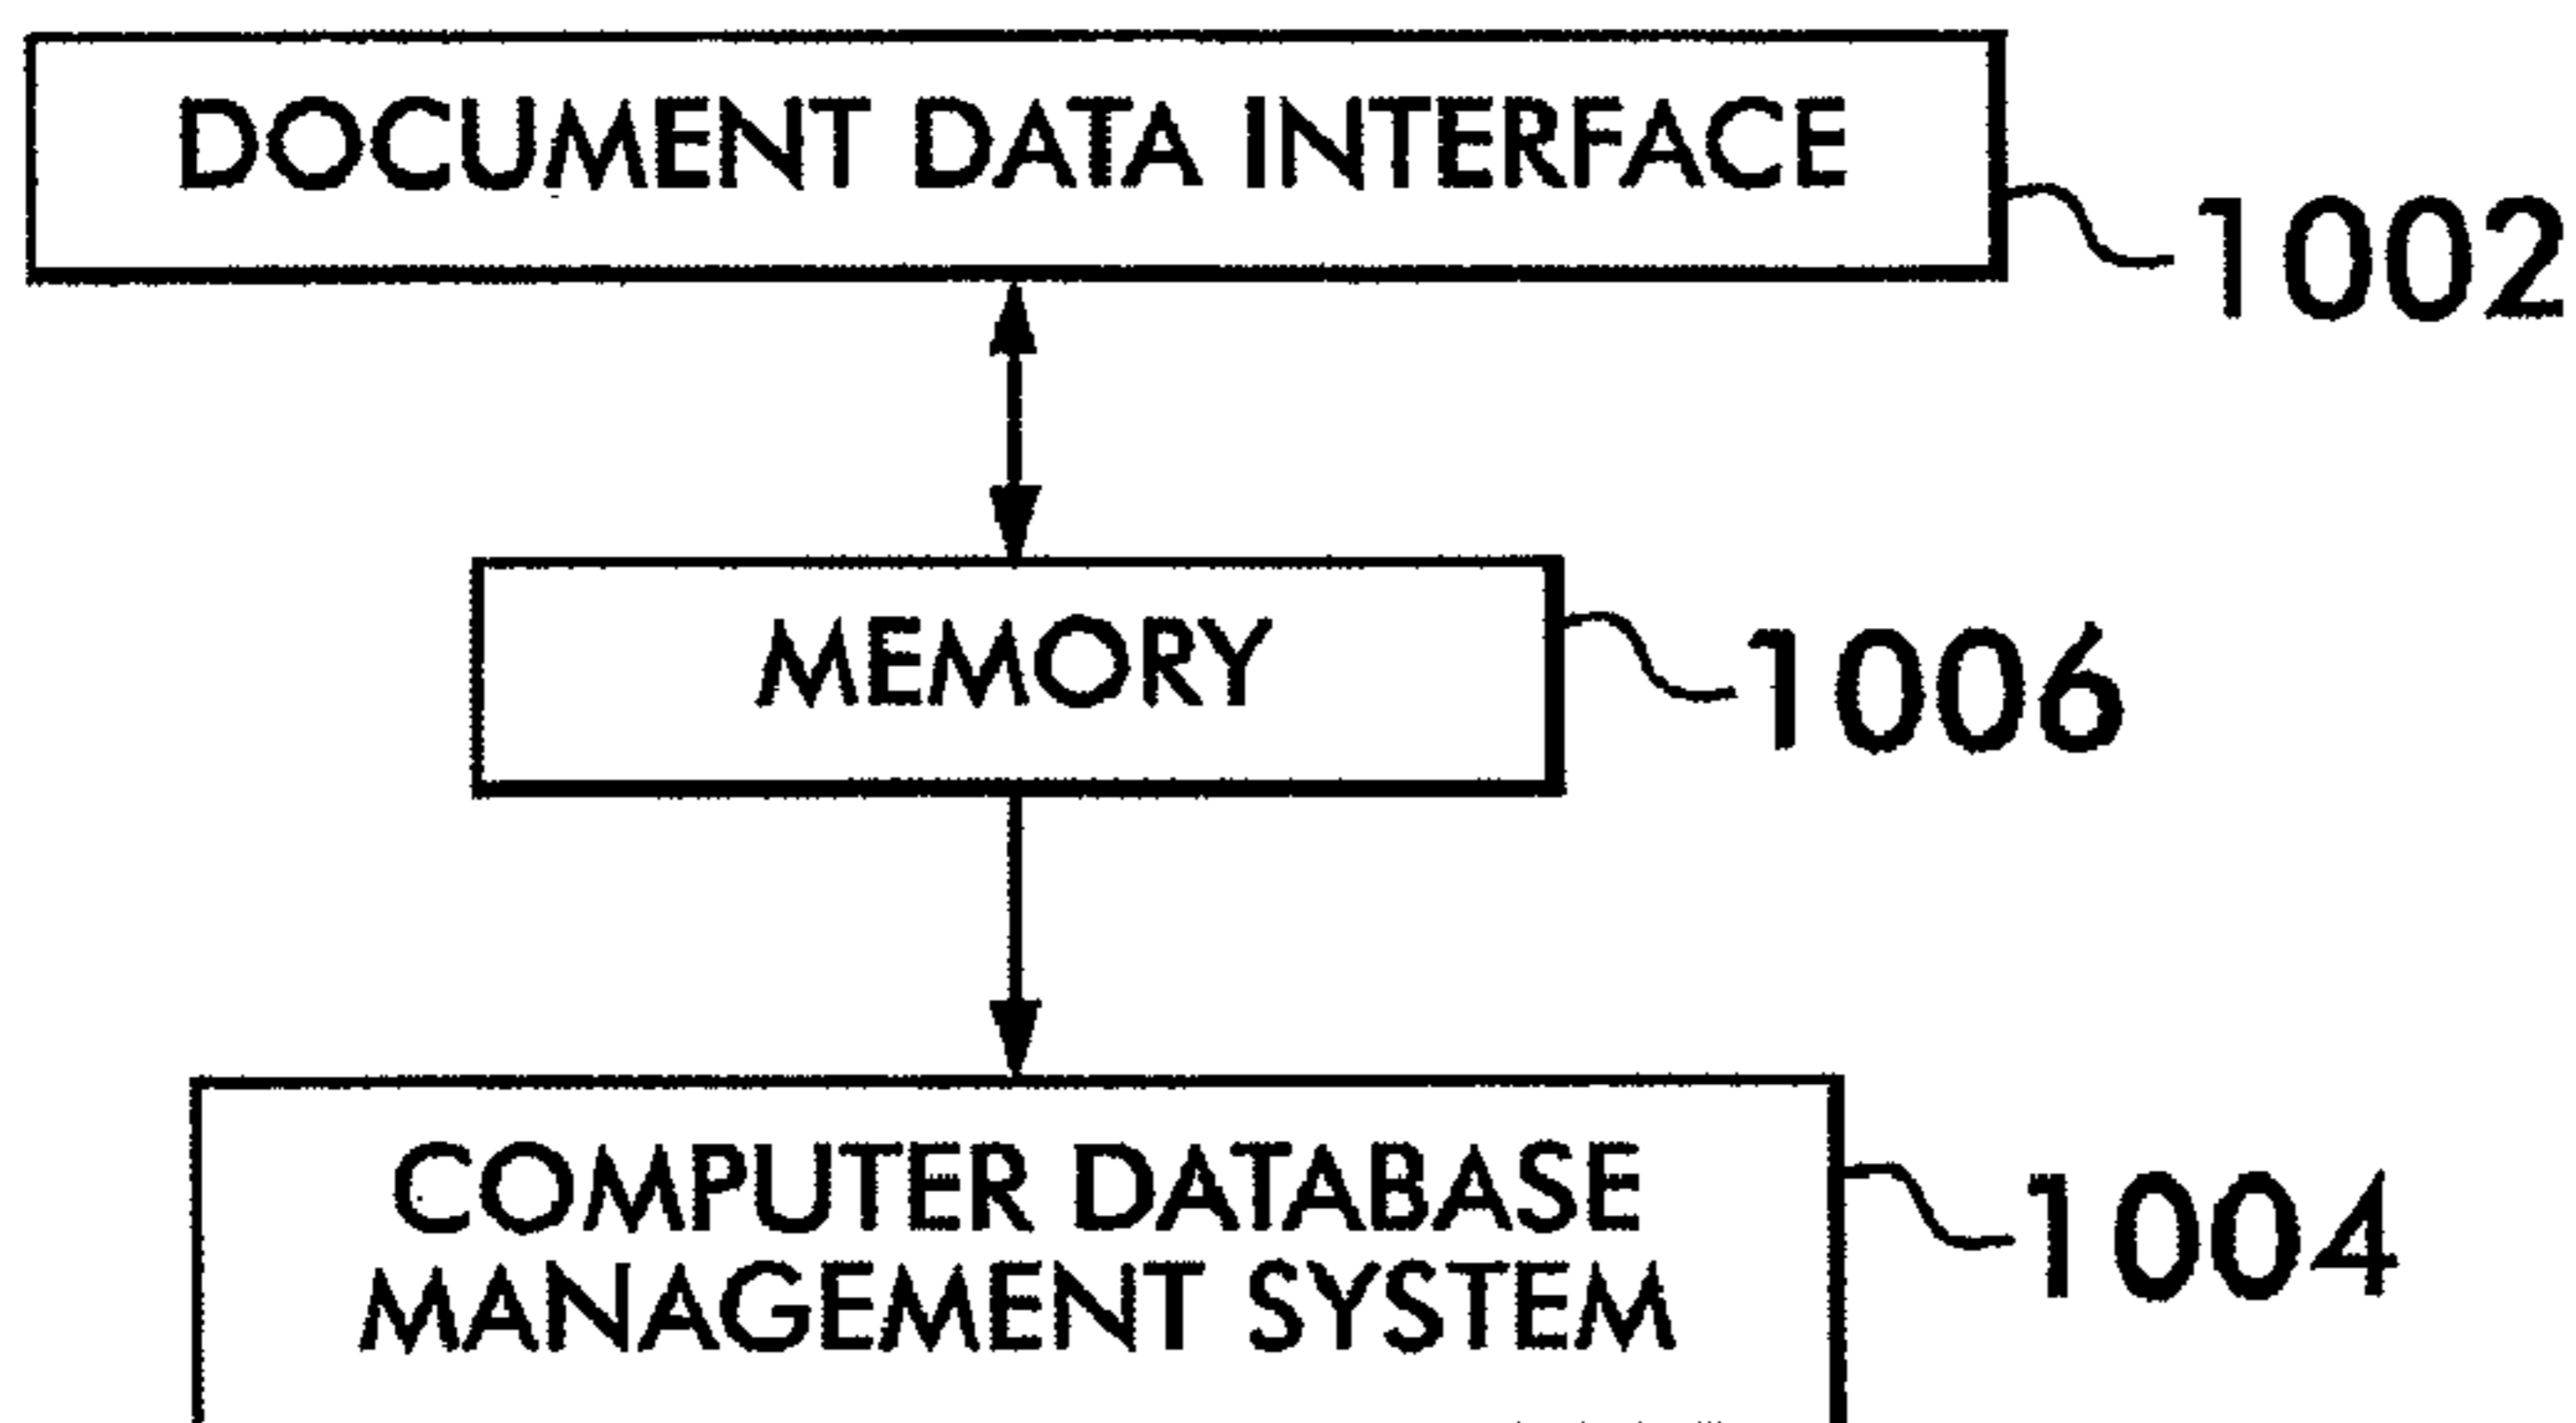 DOCUMENT DATA INTERFACE
1002
MEMORY
1006
COMPUTER DATABASE
MANAGEMENT SYSTEM
1004